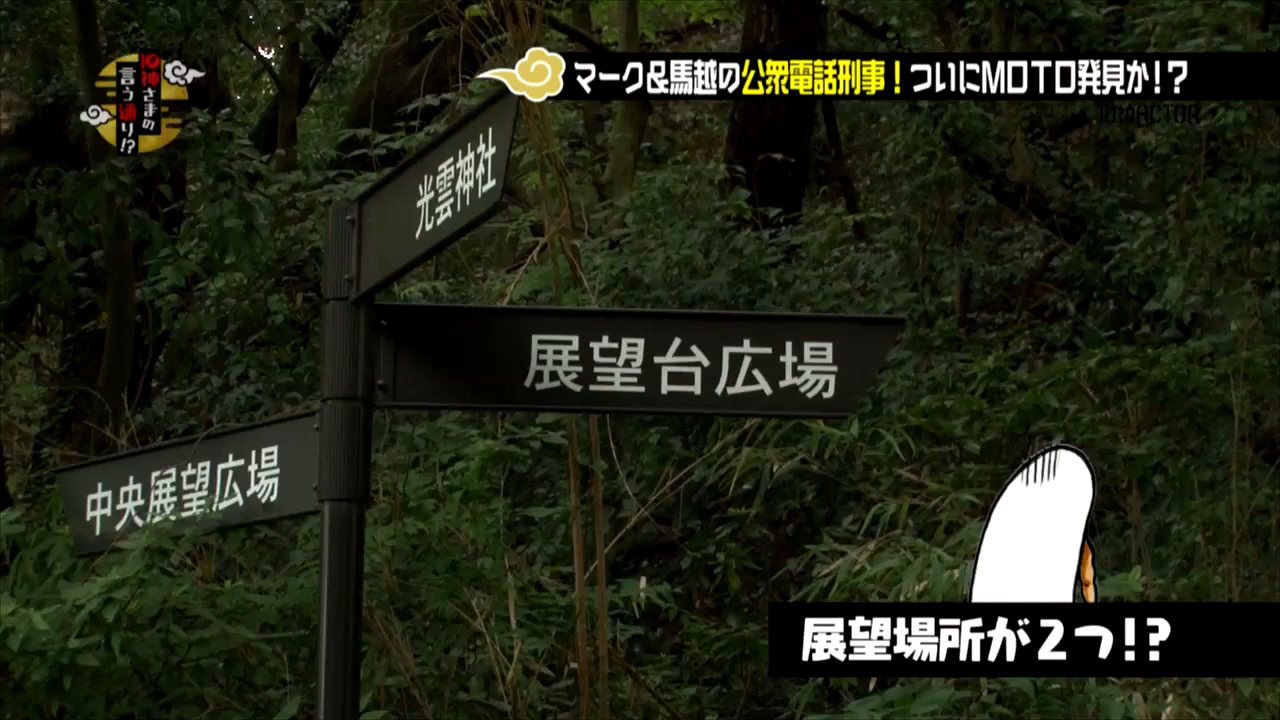 マーク&馬越の公衆電話刑事!ついにMOTO発見か!?
IQ神さまの
言う通り!?
光雲神社
展望台広場
中央展望広場
展望場所が2つ!?